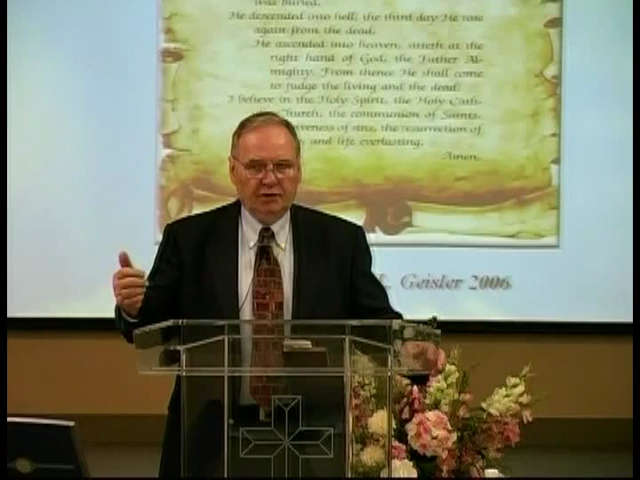 was buried.
He descended into hell, the third day He rose
again from the dead;
He ascended into heaven, sitteth at the
right hand of God, the Father Al-
mighty. From thence He shall come
to judge the living and the dead.
I believe in the Holy Spirit, the Holy Cath-
Church, the communion of Saints,
of sins, the resurrection of
and life everlasting.
Amen.
L. Geisler 2006